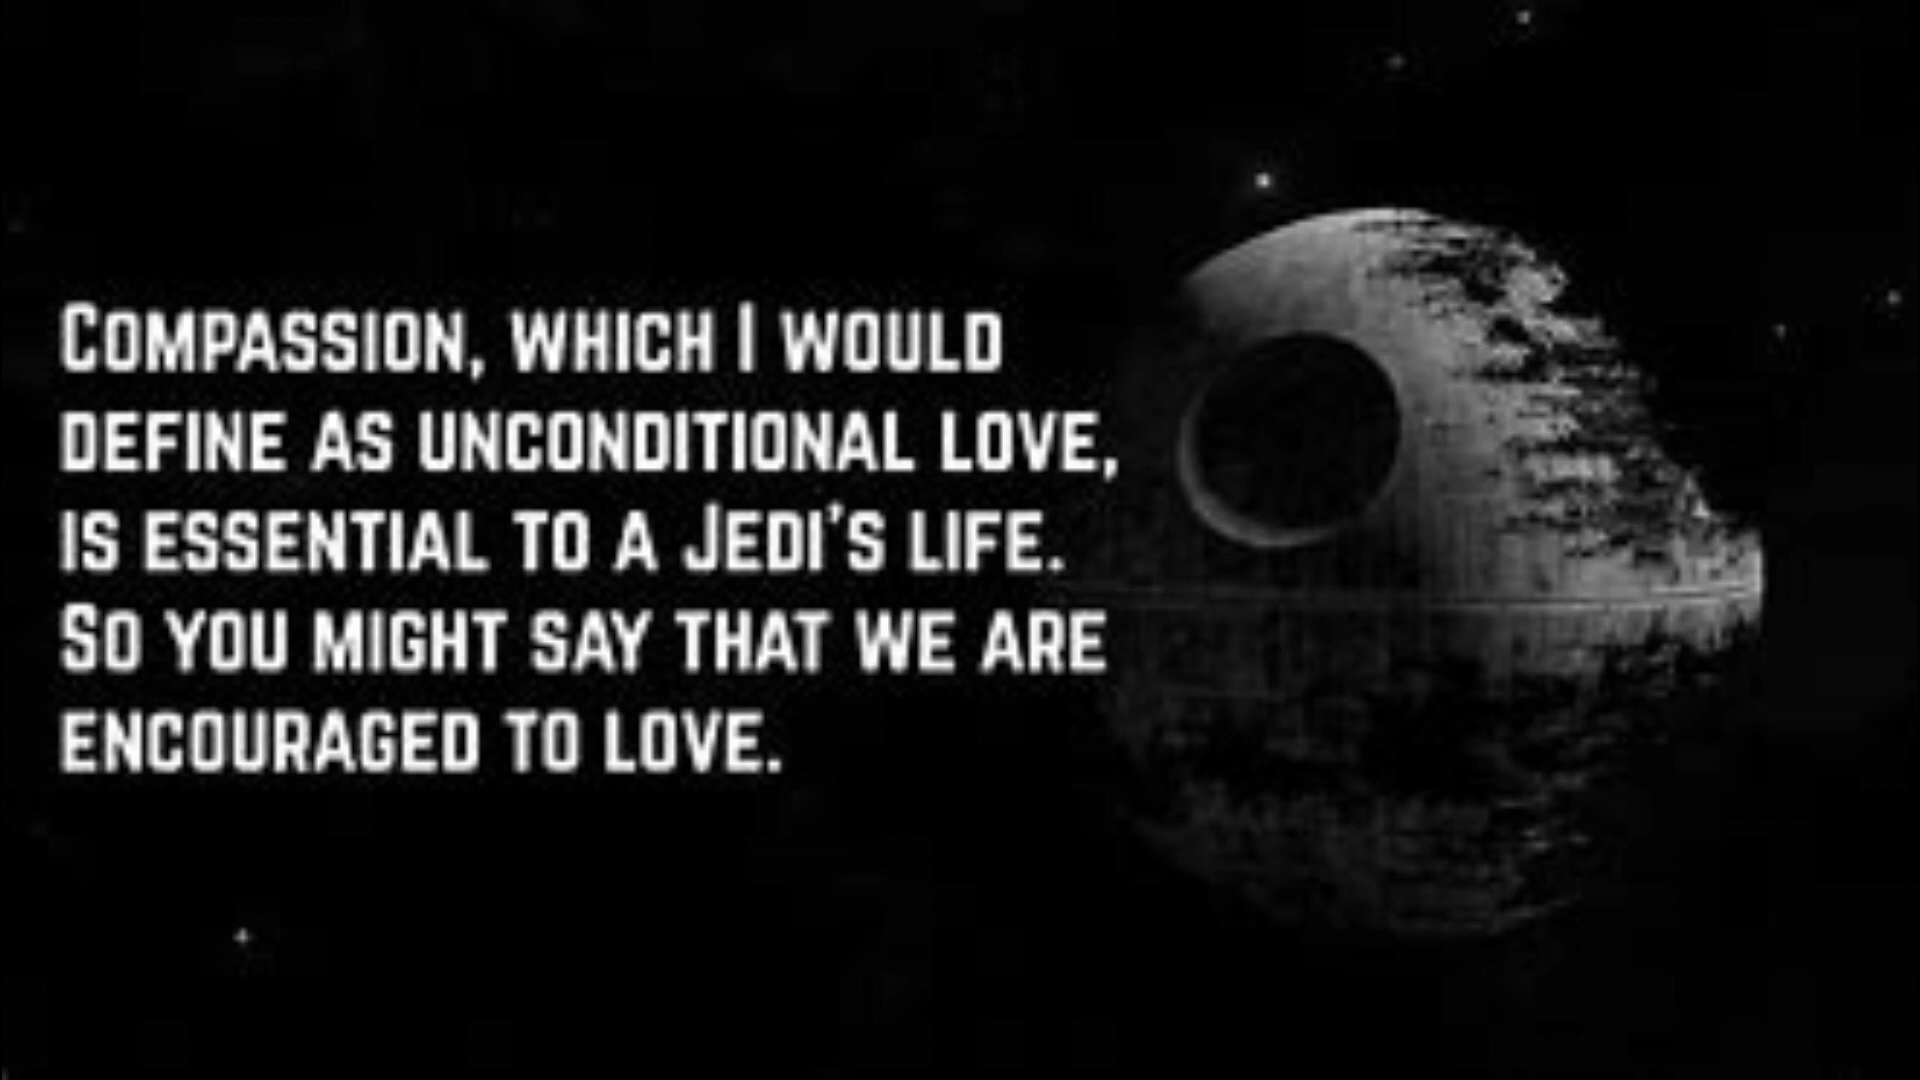 Compassion, which I would
define as unconditional love,
is essential to a Jedi's life.
So you might say that we are
encouraged to love.